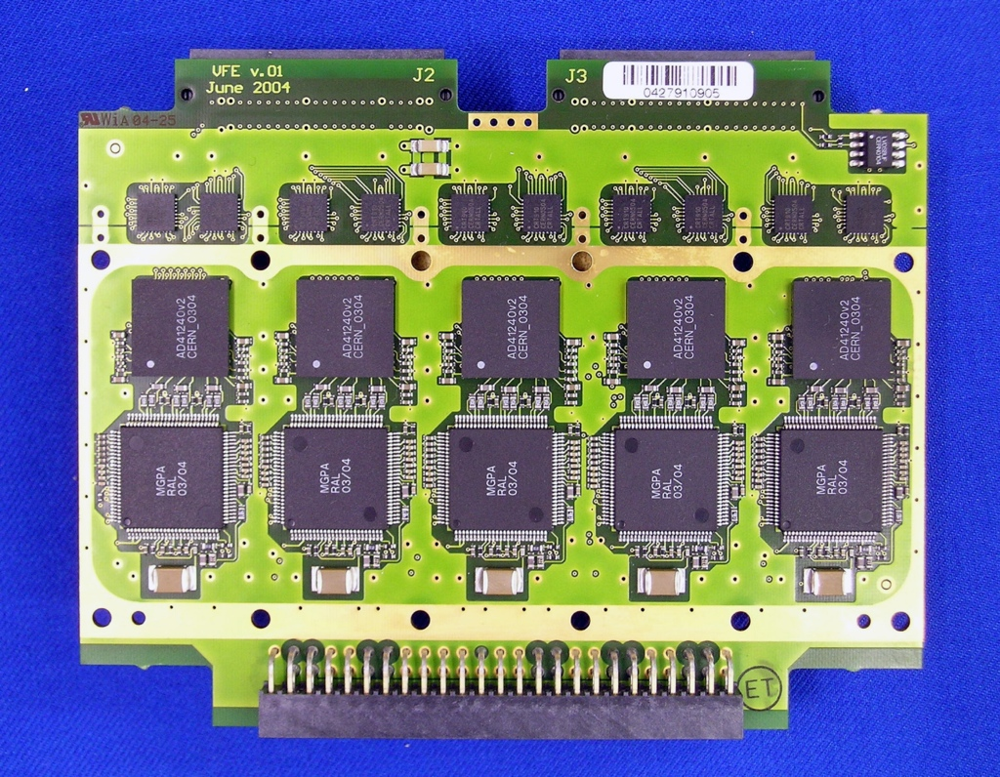 VFE v.01
June 2004
J2
J3
0427910905
WiA 04-25
AD41240v2
CERN_0304
AD41240v2
CERN_0304
AD41240v2
CERN_0304
AD41240v2
CERN_0304
AD41240v2
CERN_0304
MGPA
RAL
03/04
MGPA
RAL
03/04
MGPA
RAL
03/04
MGPA
RAL
03/04
MGPA
RAL
03/04
ET